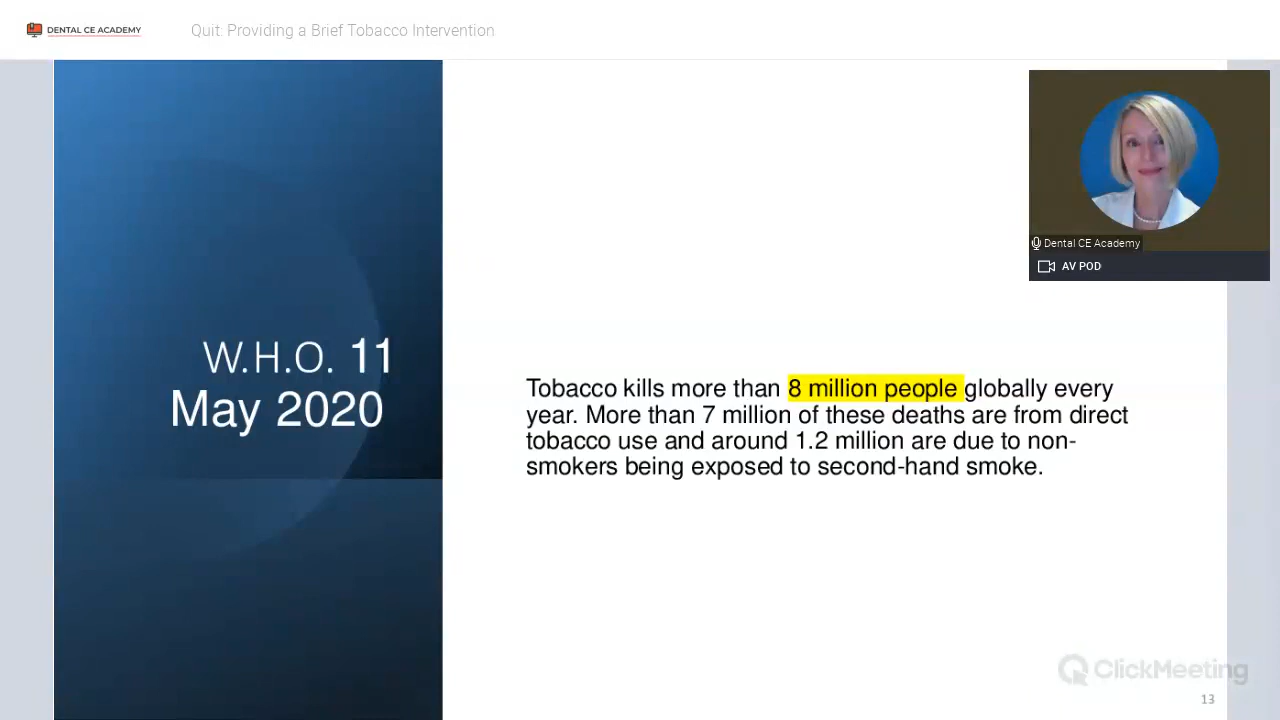 DENTAL CE ACADEMY
Quit: Providing a Brief Tobacco Intervention
Dental CE Academy
AV POD
W.H.O. 11
May 2020
Tobacco kills more than 8 million people globally every
year. More than 7 million of these deaths are from direct
tobacco use and around 1.2 million are due to non-
smokers being exposed to second-hand smoke.
ClickMeeting
13